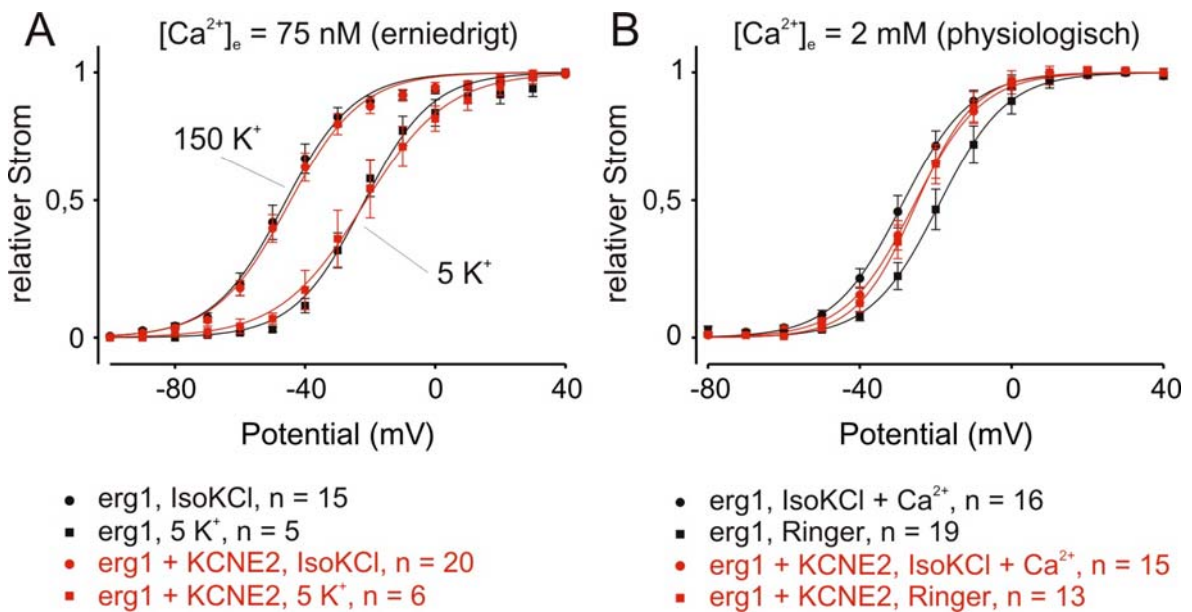 A
[Ca²⁺]ₑ = 75 nM (erniedrigt)
1
0,5
0
relativer Strom
150 K⁺
5 K⁺
-80
-40
0
40
Potential (mV)
erg1, IsoKCl, n = 15
erg1, 5 K⁺, n = 5
erg1 + KCNE2, IsoKCl, n = 20
erg1 + KCNE2, 5 K⁺, n = 6
B
[Ca²⁺]ₑ = 2 mM (physiologisch)
1
0,5
0
relativer Strom
-80
-40
0
40
Potential (mV)
erg1, IsoKCl + Ca²⁺, n = 16
erg1, Ringer, n = 19
erg1 + KCNE2, IsoKCl + Ca²⁺, n = 15
erg1 + KCNE2, Ringer, n = 13